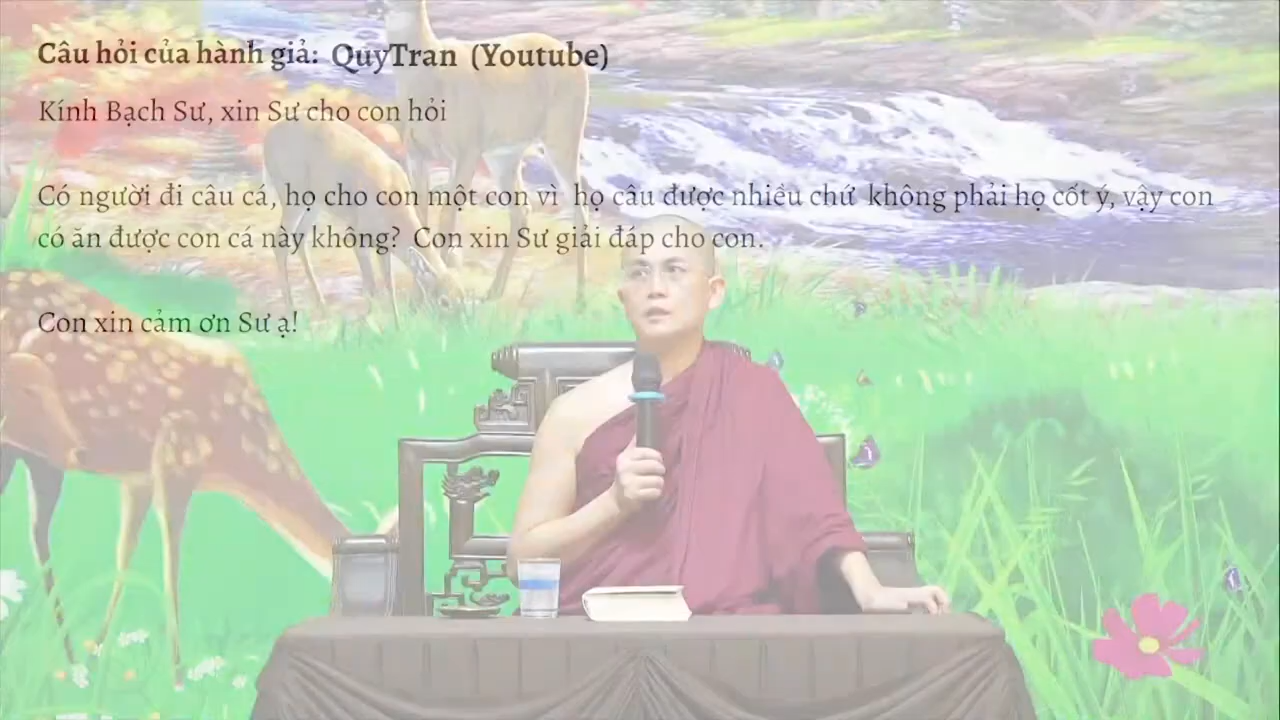 Câu hỏi của hành giả: QuyTran (Youtube)
Kính Bạch Sư, xin Sư cho con hỏi
Có người đi câu cá, họ cho con một con vì họ câu được nhiều chứ không phải họ cốt ý, vậy con
có ăn được con cá này không? Con xin Sư giải đáp cho con.
Con xin cảm ơn Sư ạ!